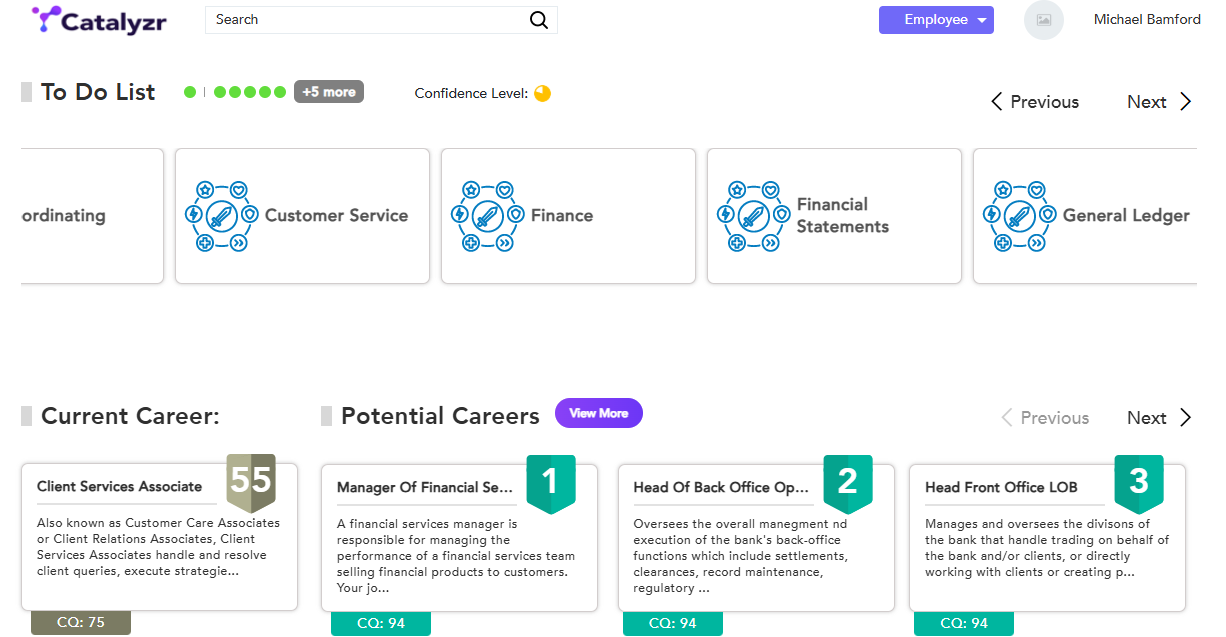 Catalyzr
Search
Employee
Michael Bamford
To Do List
+5 more
Confidence Level:
Previous
Next
ordinating
Customer Service
Finance
Financial
Statements
General Ledger
Current Career:
Potential Careers
View More
Previous
Next
Client Services Associate
55
Also known as Customer Care Associates
or Client Relations Associates, Client
Services Associates handle and resolve
client queries, execute strategie...
CQ: 75
Manager Of Financial Se...
1
A financial services manager is
responsible for managing the
performance of a financial services team
selling financial products to customers.
Your jo...
CQ: 94
Head Of Back Office Op...
2
Oversees the overall manegment nd
execution of the bank's back-office
functions which include settlements,
clearances, record maintenance,
regulatory ...
CQ: 94
Head Front Office LOB
3
Manages and oversees the divisons of
the bank that handle trading on behalf of
the bank and/or clients, or directly
working with clients or creating p...
CQ: 94